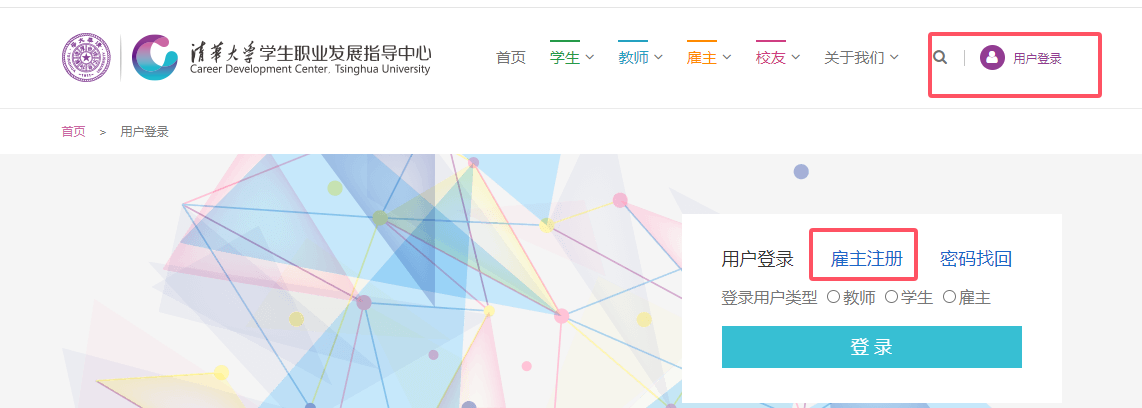 清华大学学生职业发展指导中心
Career Development Center, Tsinghua University
首页 学生 教师 雇主 校友 关于我们 用户登录
首页 > 用户登录
用户登录 雇主注册 密码找回
登录用户类型 教师 学生 雇主
登 录